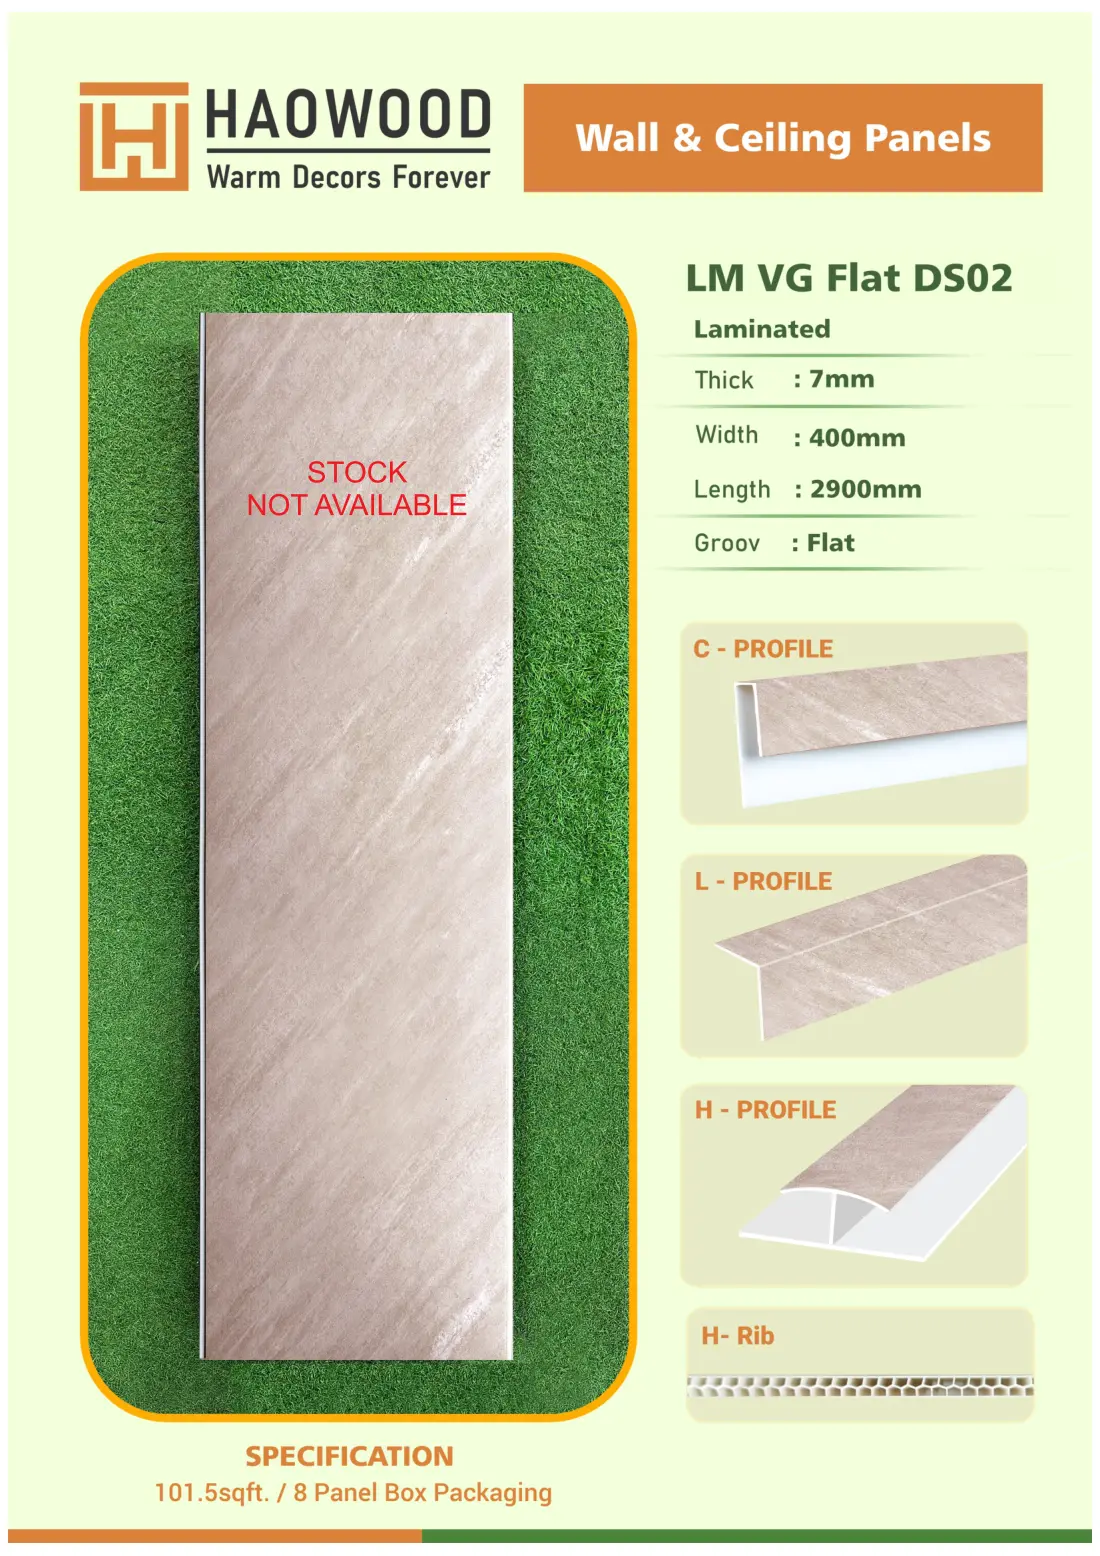 HAOWOOD
Warm Decors Forever
Wall & Ceiling Panels
LM VG Flat DS02
Laminated
Thick : 7mm
Width : 400mm
Length : 2900mm
Groov : Flat
STOCK
NOT AVAILABLE
C - PROFILE
L - PROFILE
H - PROFILE
H- Rib
SPECIFICATION
101.5sqft. / 8 Panel Box Packaging